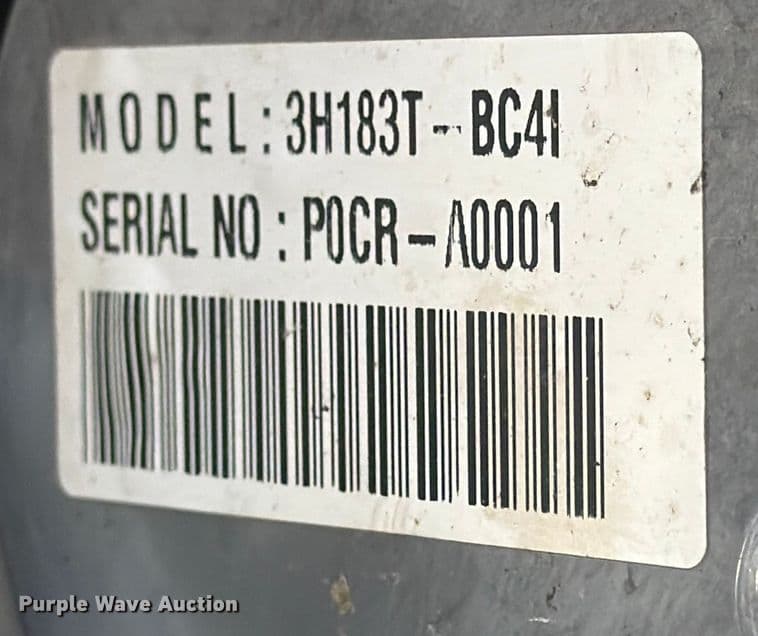 MODEL: 3H183T-BC4I
SERIAL NO: P0CR-A0001
Purple Wave Auction